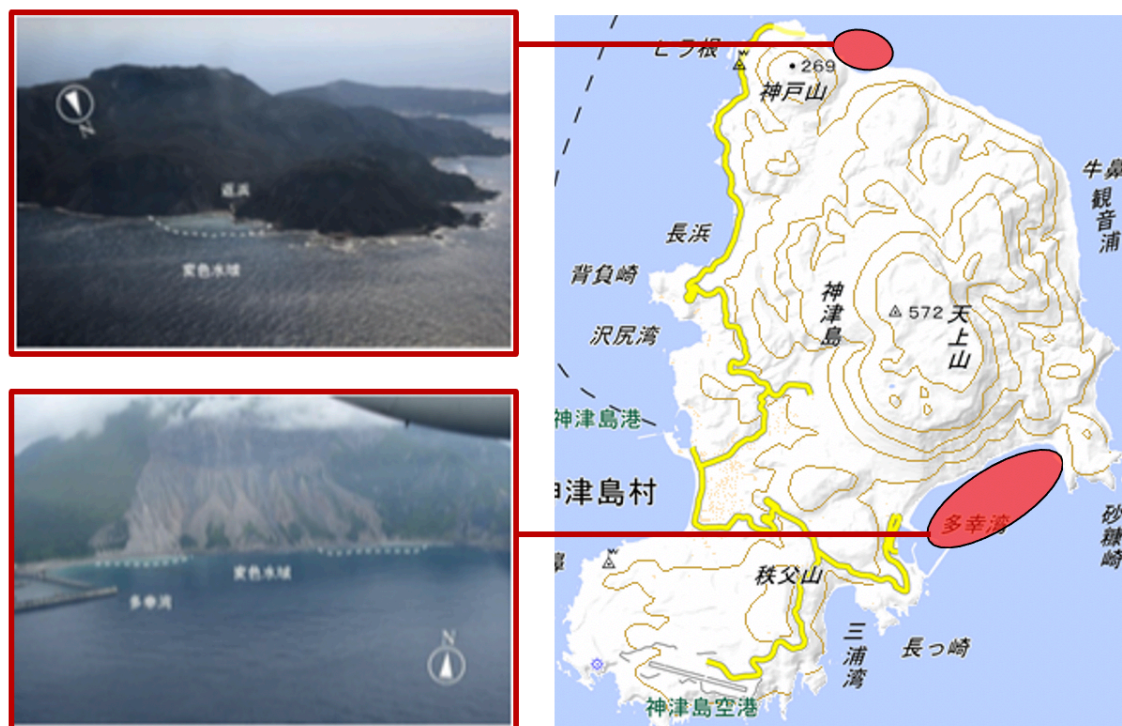 N
返浜
変色水域
変色水域
多幸湾
N
ヒラ根
269
神戸山
牛鼻
観音浦
長浜
背負崎
神津島
572
天上山
沢尻湾
神津島港
神津島村
多幸湾
砂糠崎
秩父山
三浦湾
長っ崎
神津島空港